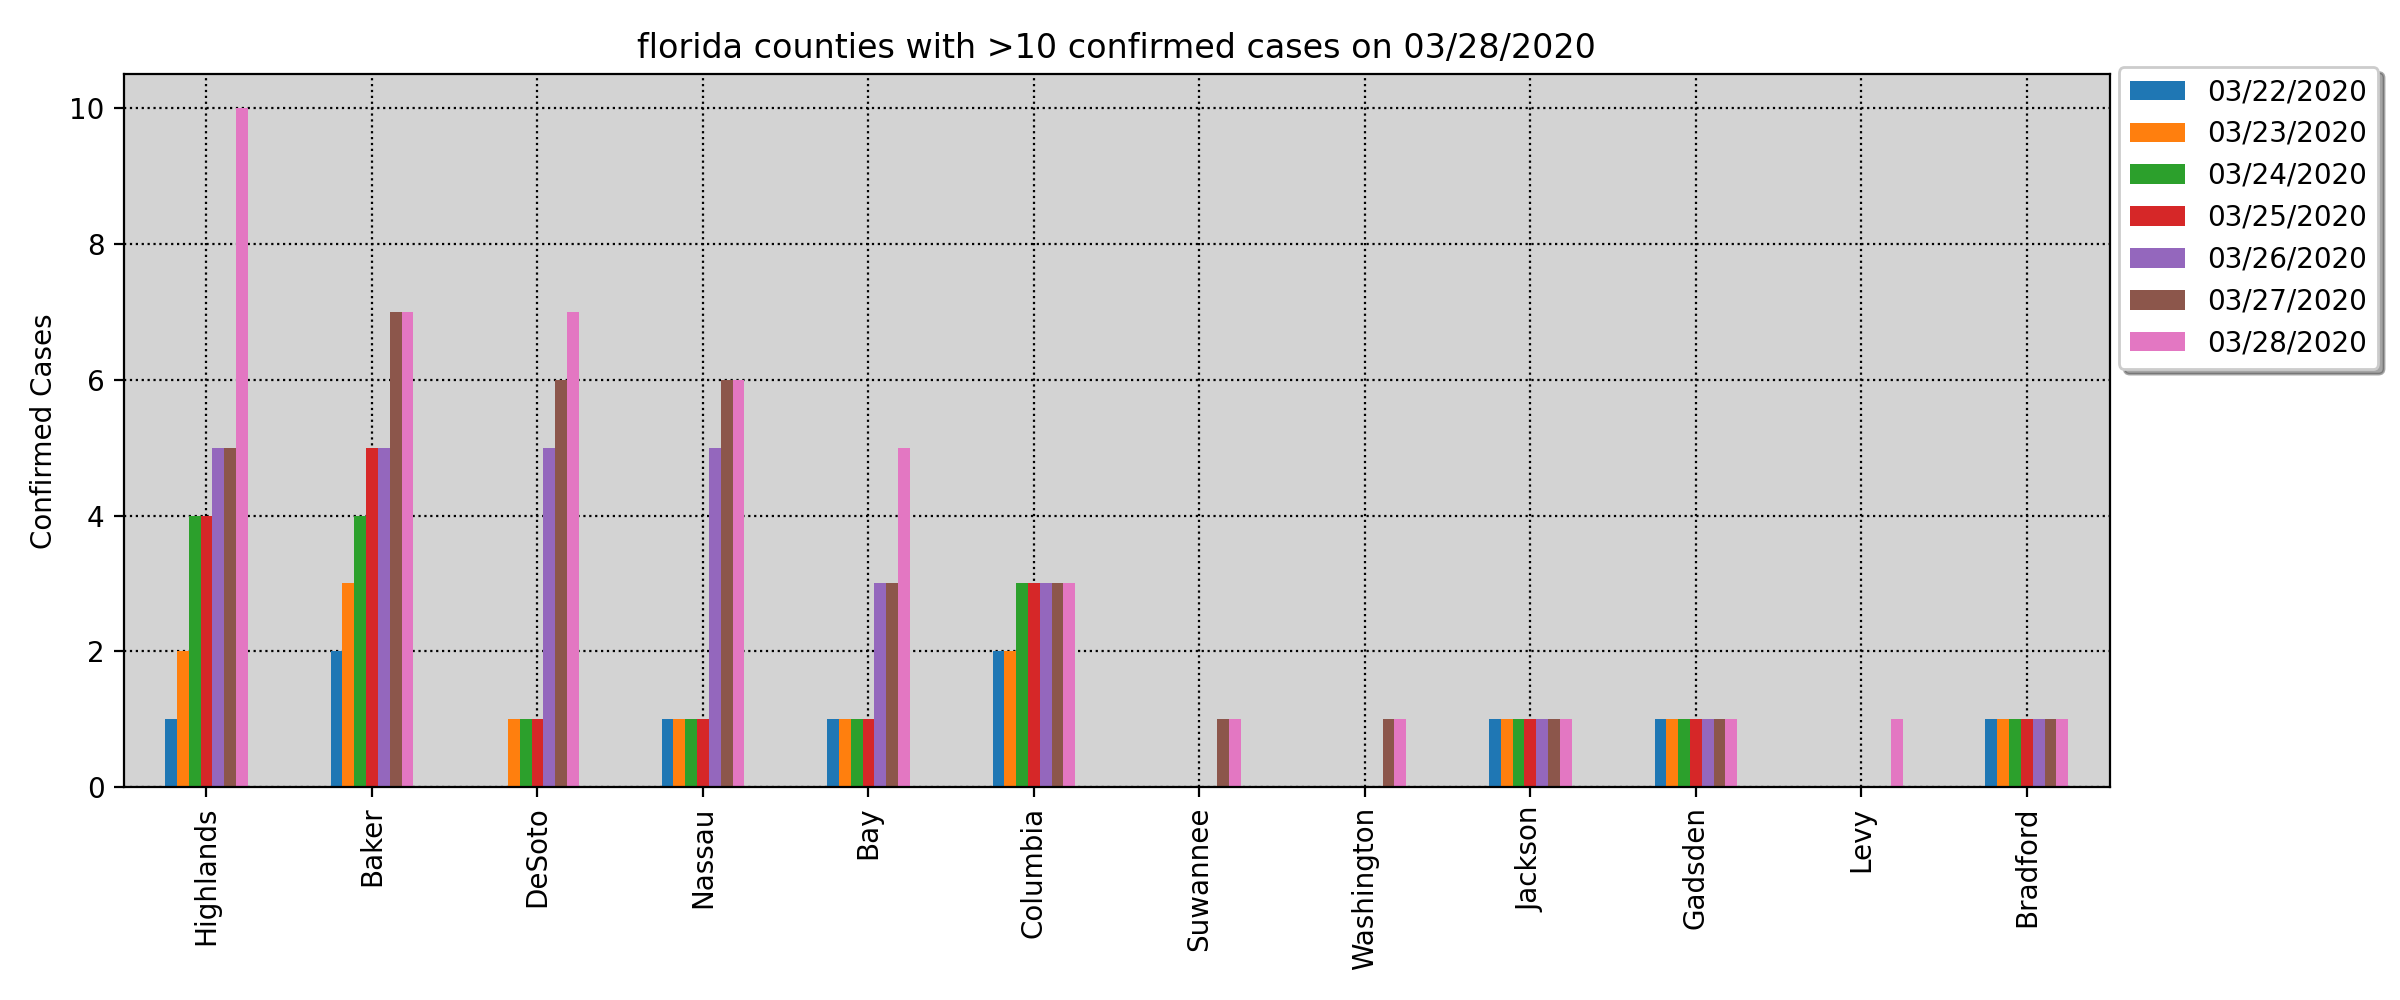 florida counties with >10 confirmed cases on 03/28/2020
Confirmed Cases
10
8
6
4
2
0
Highlands
Baker
DeSoto
Nassau
Bay
Columbia
Suwannee
Washington
Jackson
Gadsden
Levy
Bradford
03/22/2020
03/23/2020
03/24/2020
03/25/2020
03/26/2020
03/27/2020
03/28/2020